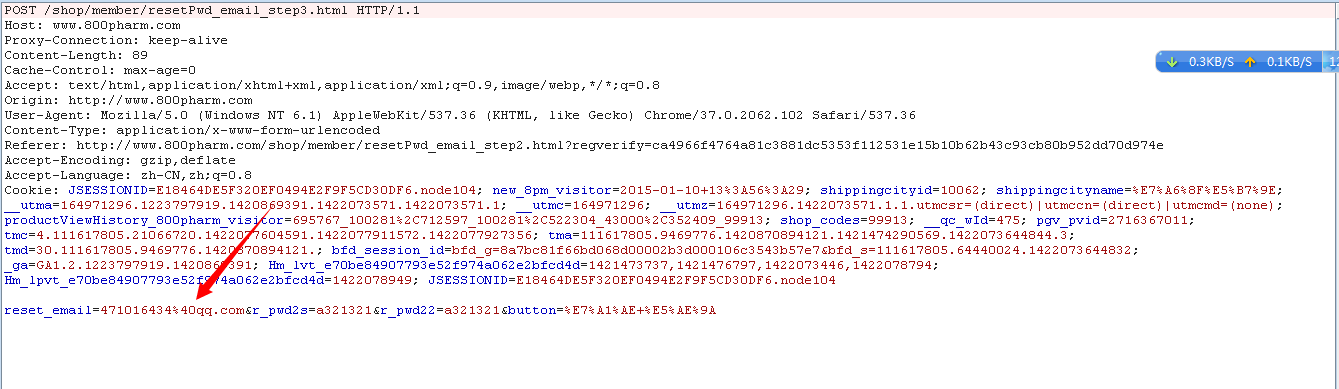 POST /shop/member/resetPwd_email_step3.html HTTP/1.1
Host: www.800pharm.com
Proxy-Connection: keep-alive
Content-Length: 89
Cache-Control: max-age=0
Accept: text/html,application/xhtml+xml,application/xml;q=0.9,image/webp,*/*;q=0.8
Origin: http://www.800pharm.com
User-Agent: Mozilla/5.0 (Windows NT 6.1) AppleWebKit/537.36 (KHTML, like Gecko) Chrome/37.0.2062.102 Safari/537.36
Content-Type: application/x-www-form-urlencoded
Referer: http://www.800pharm.com/shop/member/resetPwd_email_step2.html?regverify=ca4966f4764a81c3881dc5353f112531e15b10b62b43c93cb80b952dd70d974e
Accept-Encoding: gzip,deflate
Accept-Language: zh-CN,zh;q=0.8
Cookie: JSESSIONID=E18464DE5F320EF0494E2F9F5CD30DF6.node104; new_8pm_visitor=2015-01-10+13%3A56%3A29; shippingcityid=10062; shippingcityname=%E7%A6%8F%E5%B7%9E;
__utma=164971296.1223797919.1420869391.1422073571.1422073571.1; __utmc=164971296; __utmz=164971296.1422073571.1.1.utmcsr=(direct)|utmccn=(direct)|utmcmd=(none);
productViewHistory_800pharm_visitor=695767_100281%2C712597_100281%2C522304_43000%2C352409_99913; shop_codes=99913; __qc_wId=475; pgv_pvid=2716367011;
tmc=4.111617805.21066720.1422077604591.1422077911572.1422077927356; tma=111617805.9469776.1420870894121.1421474290569.1422073644844.3;
tmd=30.111617805.9469776.1420870894121.; bfd_session_id=bfd_g=8a7bc81f66bd068d00002b3d000106c3543b57e7&bfd_s=111617805.64440024.1422073644832;
_ga=GA1.2.1223797919.1420869391; Hm_lvt_e70be84907793e52f974a062e2bfcd4d=1421473737,1421476797,1422073446,1422078794;
Hm_lpvt_e70be84907793e52f974a062e2bfcd4d=1422078949; JSESSIONID=E18464DE5F320EF0494E2F9F5CD30DF6.node104
reset_email=471016434%40qq.com&r_pwd2s=a321321&r_pwd22=a321321&button=%E7%A1%AE+%E5%AE%9A
0.3KB/S 0.1KB/S